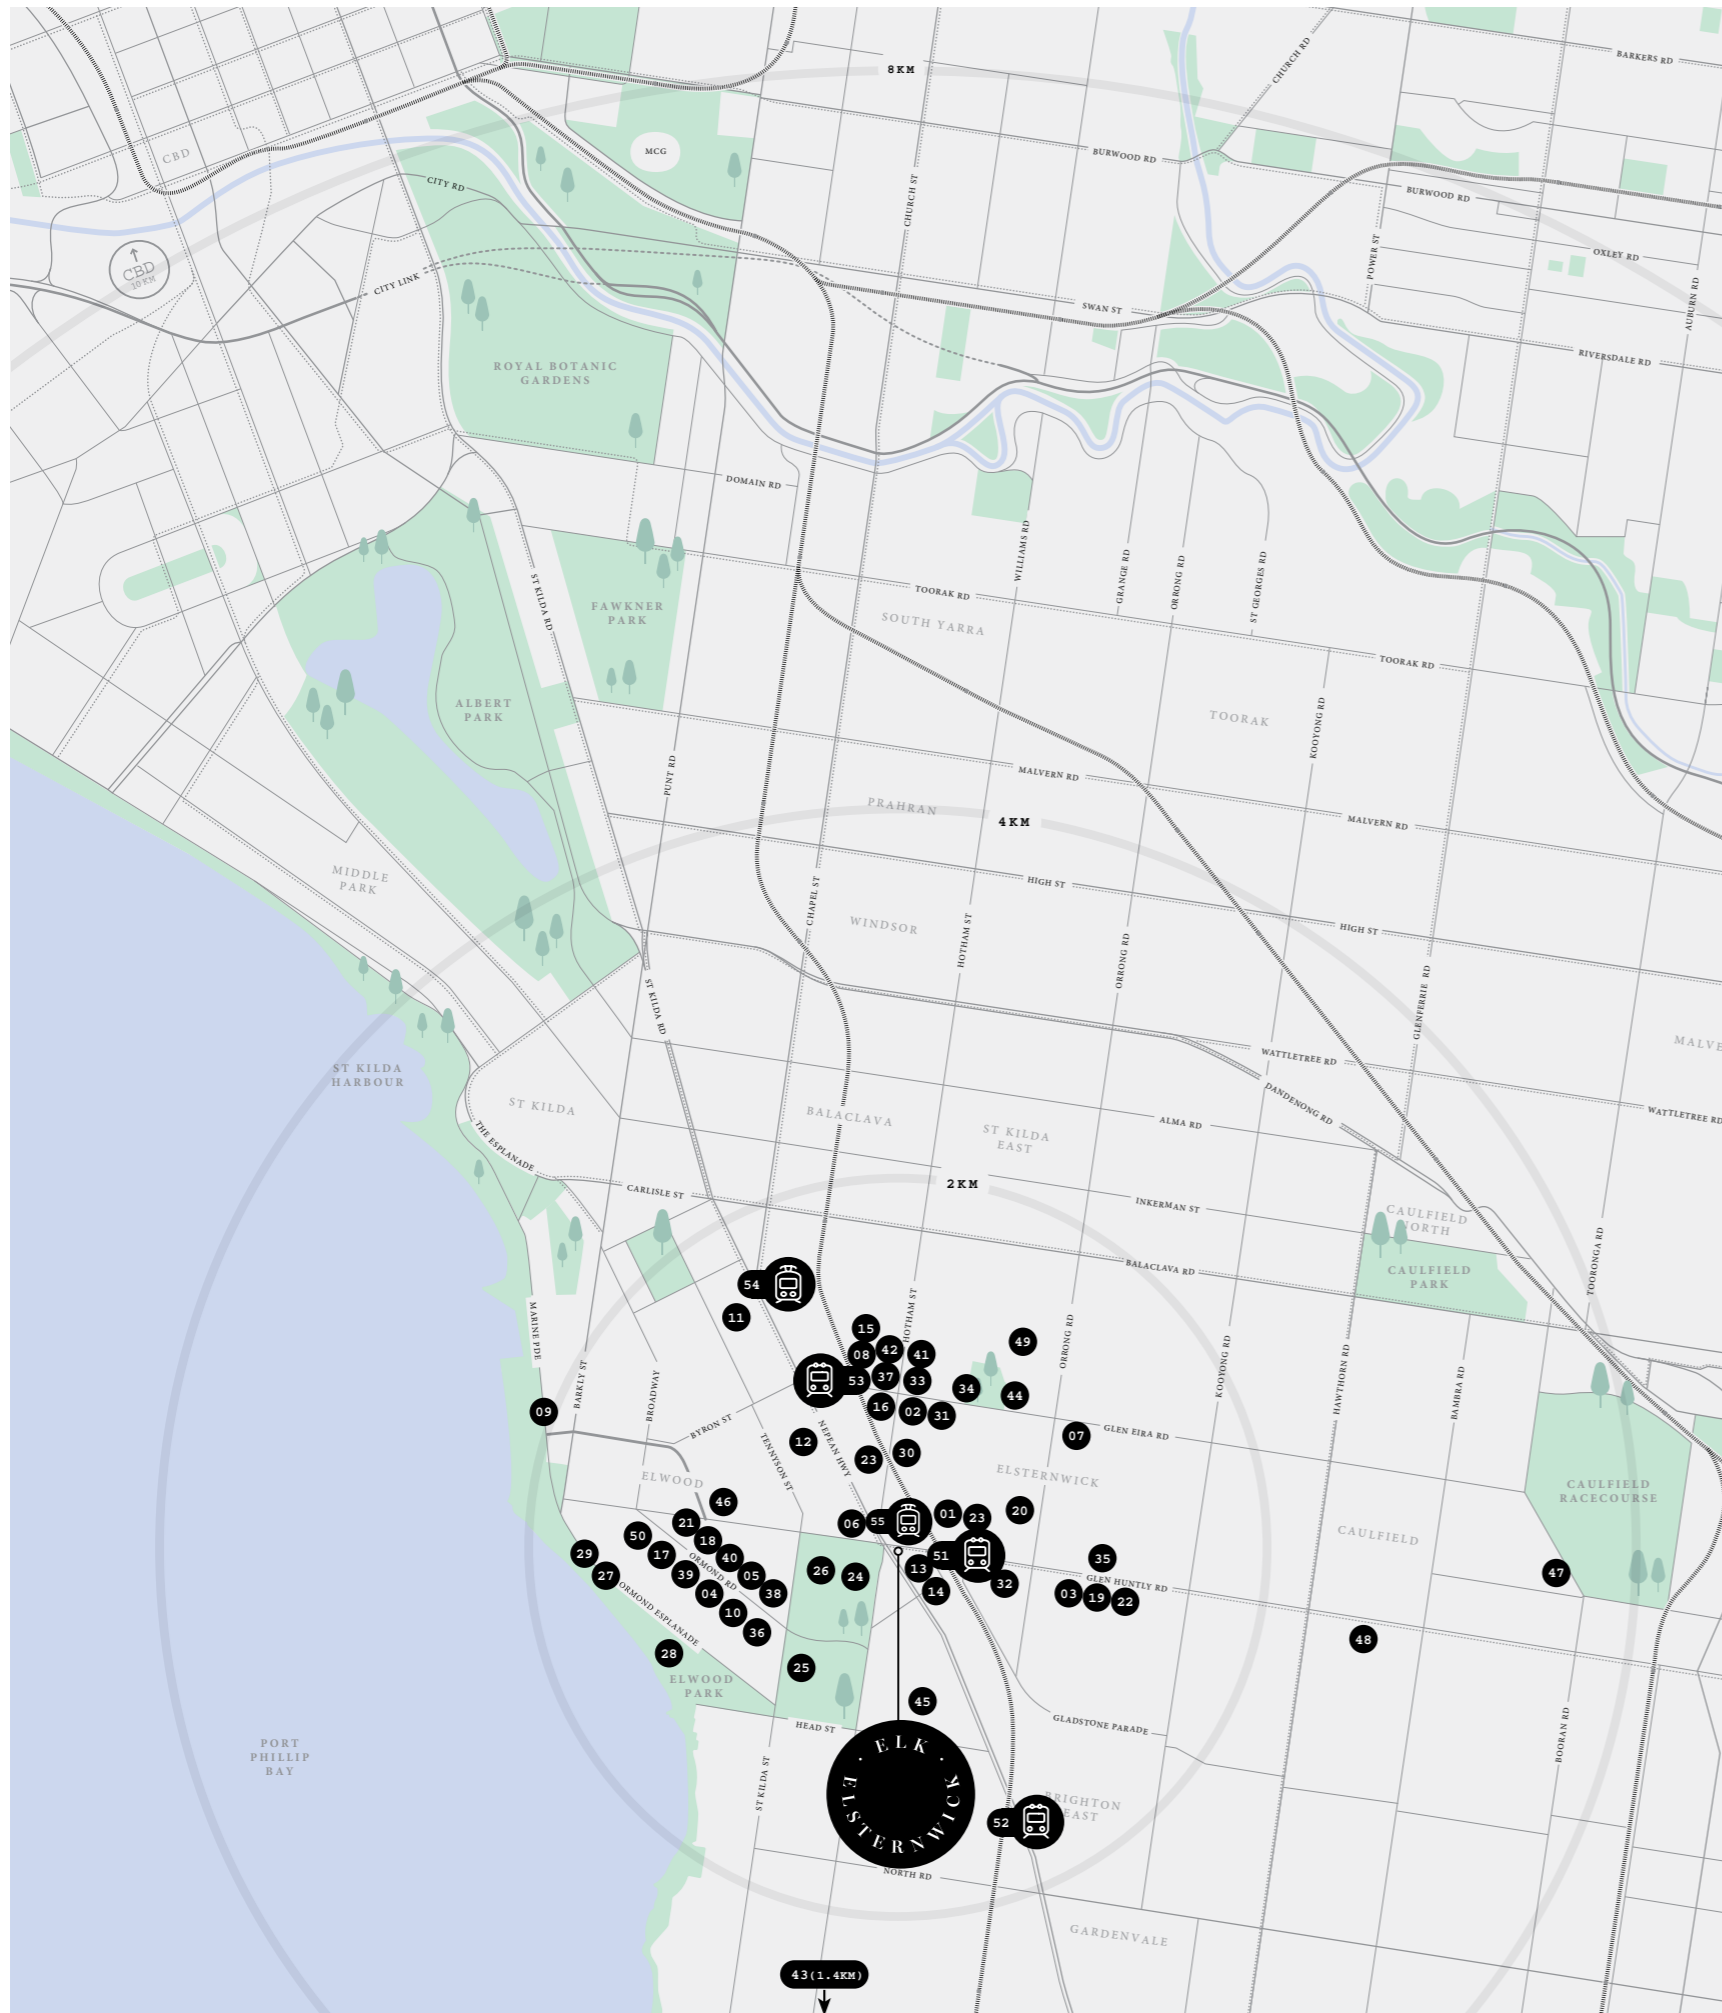 BARKERS RD
CHURCH RD
8KM
CBD
MCG
BURWOOD RD
CITY RD
BURWOOD RD
CHURCH ST
POWER ST
OXLEY RD
↑
CBD
10 KM
CITY LINK
AUBURN RD
SWAN ST
RIVERSDALE RD
ROYAL BOTANIC
GARDENS
DOMAIN RD
WILLIAMS RD
GRANGE RD
ORRONG RD
ST GEORGES RD
ST KILDA RD
FAWKNER
PARK
TOORAK RD
SOUTH YARRA
TOORAK RD
ALBERT
PARK
TOORAK
KOOYONG RD
PUNT RD
MALVERN RD
PRAHRAN
4KM
MALVERN RD
MIDDLE
PARK
HIGH ST
CHAPEL ST
WINDSOR
HOTHAM ST
HIGH ST
ORRONG RD
GLENFERRIE RD
ST KILDA RD
MALVE
WATTLETREE RD
ST KILDA
HARBOUR
DANDENONG RD
ST KILDA
BALACLAVA
ALMA RD
WATTLETREE RD
ST KILDA
EAST
THE ESPLANADE
2KM
CARLISLE ST
INKERMAN ST
CAULFIELD
NORTH
TOORONGA RD
BALACLAVA RD
CAULFIELD
PARK
54
11
MARINE PDE
HOTHAM ST
15
08
42
41
49
ORRONG RD
KOOYONG RD
HAWTHORN RD
BAMBRA RD
BARKLY ST
BROADWAY
53
37
33
34
44
09
16
02
31
BYRON ST
12
NEPEAN HWY
TENNYSON ST
07
GLEN EIRA RD
23
30
ELWOOD
ELSTERNWICK
CAULFIELD
RACECOURSE
46
21
06
55
01
23
20
CAULFIELD
50
18
29
17
40
ORMOND RD
51
35
27
39
05
26
24
13
32
GLEN HUNTLY RD
47
ORMOND ESPLANADE
04
38
14
03
19
22
10
36
48
28
25
ELWOOD
PARK
45
HEAD ST
GLADSTONE PARADE
BOORAN RD
PORT
PHILLIP
BAY
ST KILDA ST
· ELK ·
ELSTERNWICK
BRIGHTON
EAST
52
NORTH RD
GARDENVALE
43(1.4KM)